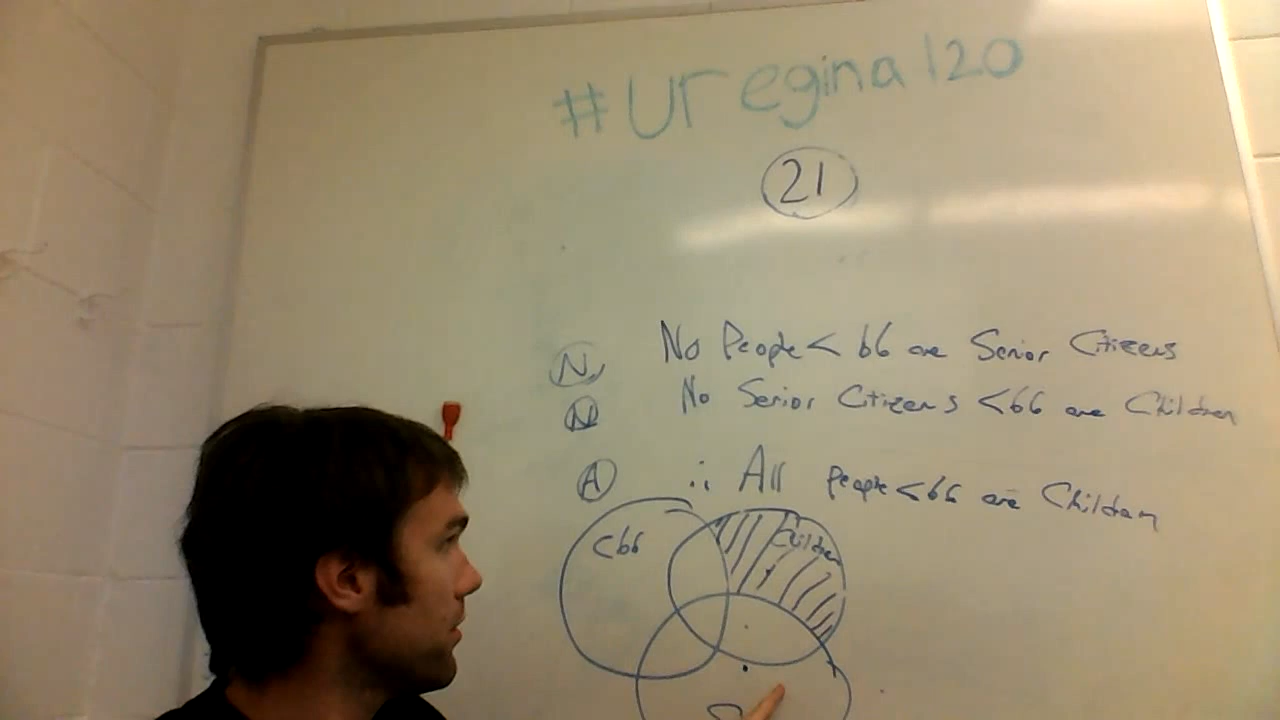 #Uregina120
21
N No People < 66 are Senior Citizens
N No Senior Citizens <66 are Children
A ∴ All People <66 are Children
<66
Children
S